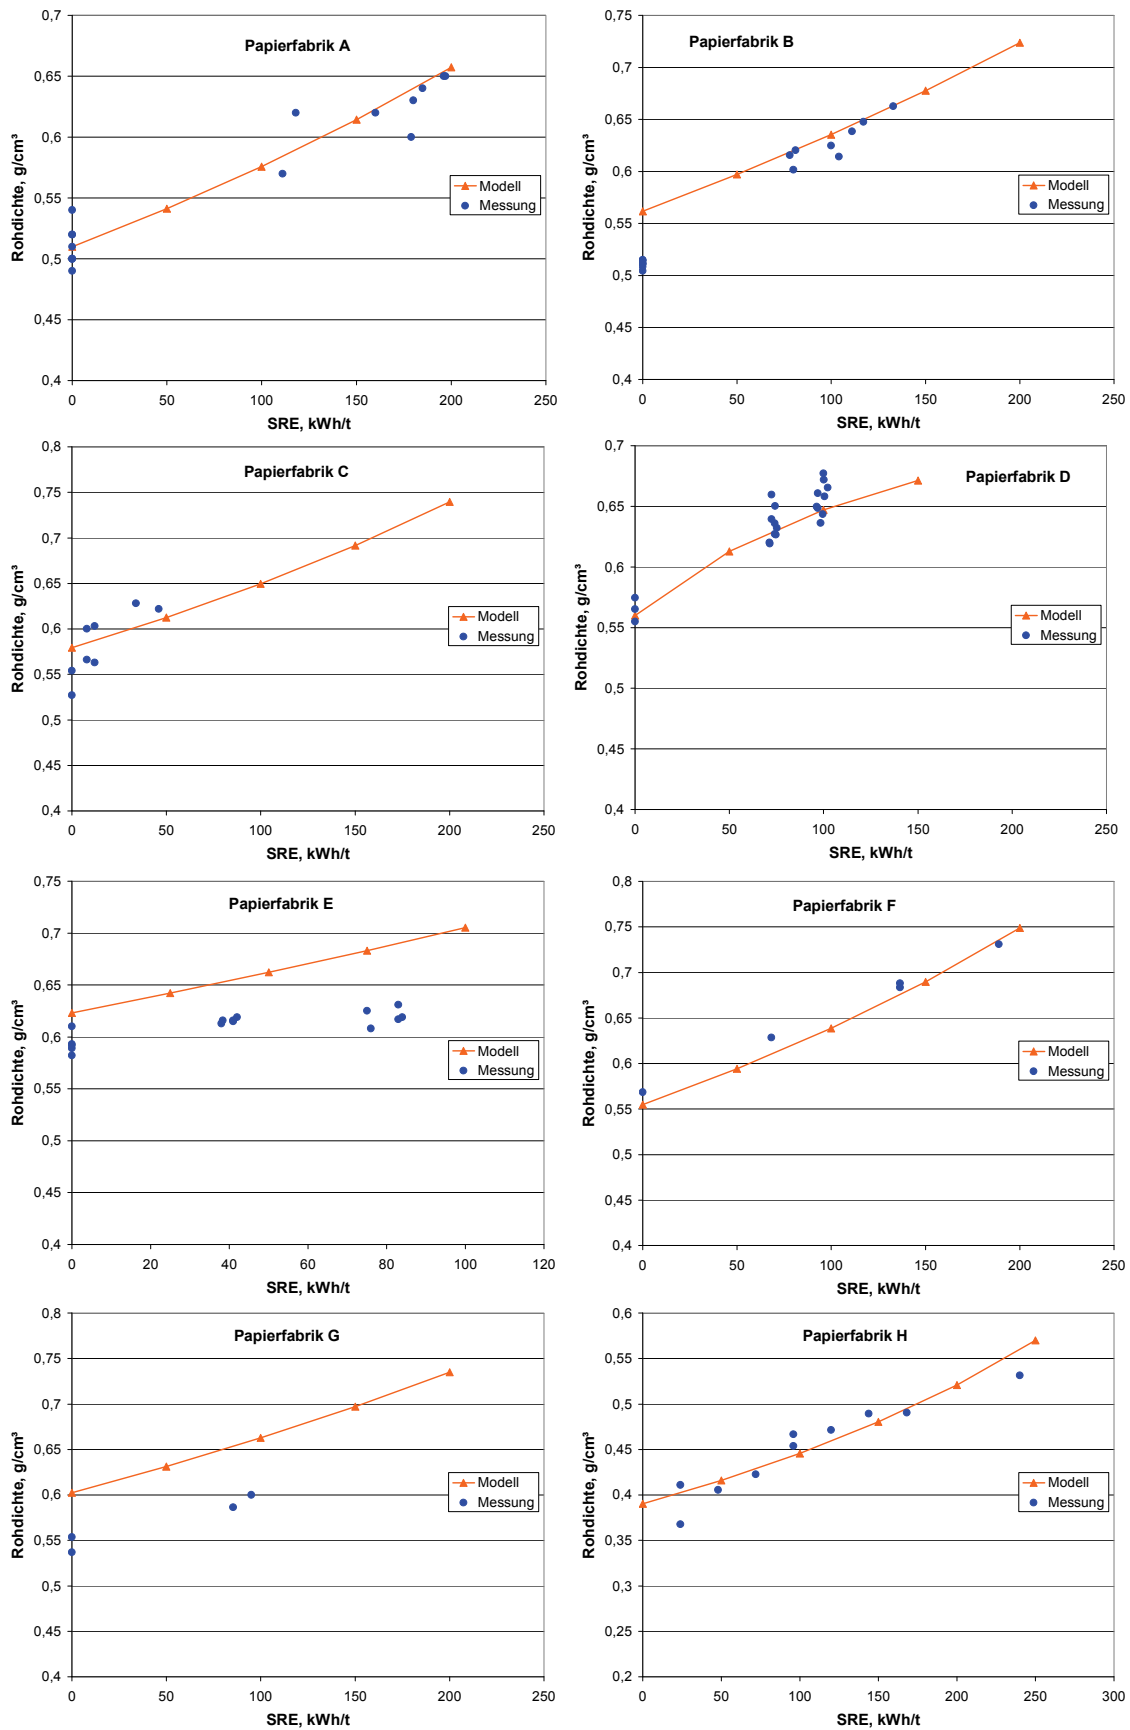 Papierfabrik A
Rohdichte, g/cm³
0,7
0,65
0,6
0,55
0,5
0,45
0,4
0 50 100 150 200 250
SRE, kWh/t
Modell
Messung
Papierfabrik B
Rohdichte, g/cm³
0,75
0,7
0,65
0,6
0,55
0,5
0,45
0,4
0 50 100 150 200 250
SRE, kWh/t
Modell
Messung
Papierfabrik C
Rohdichte, g/cm³
0,8
0,75
0,7
0,65
0,6
0,55
0,5
0,45
0,4
0 50 100 150 200 250
SRE, kWh/t
Modell
Messung
Papierfabrik D
Rohdichte, g/cm³
0,7
0,65
0,6
0,55
0,5
0,45
0,4
0 50 100 150 200 250
SRE, kWh/t
Modell
Messung
Papierfabrik E
Rohdichte, g/cm³
0,75
0,7
0,65
0,6
0,55
0,5
0,45
0,4
0 20 40 60 80 100 120
SRE, kWh/t
Modell
Messung
Papierfabrik F
Rohdichte, g/cm³
0,8
0,75
0,7
0,65
0,6
0,55
0,5
0,45
0,4
0 50 100 150 200 250
SRE, kWh/t
Modell
Messung
Papierfabrik G
Rohdichte, g/cm³
0,8
0,75
0,7
0,65
0,6
0,55
0,5
0,45
0,4
0 50 100 150 200 250
SRE, kWh/t
Modell
Messung
Papierfabrik H
Rohdichte, g/cm³
0,6
0,55
0,5
0,45
0,4
0,35
0,3
0,25
0,2
0 50 100 150 200 250 300
SRE, kWh/t
Modell
Messung